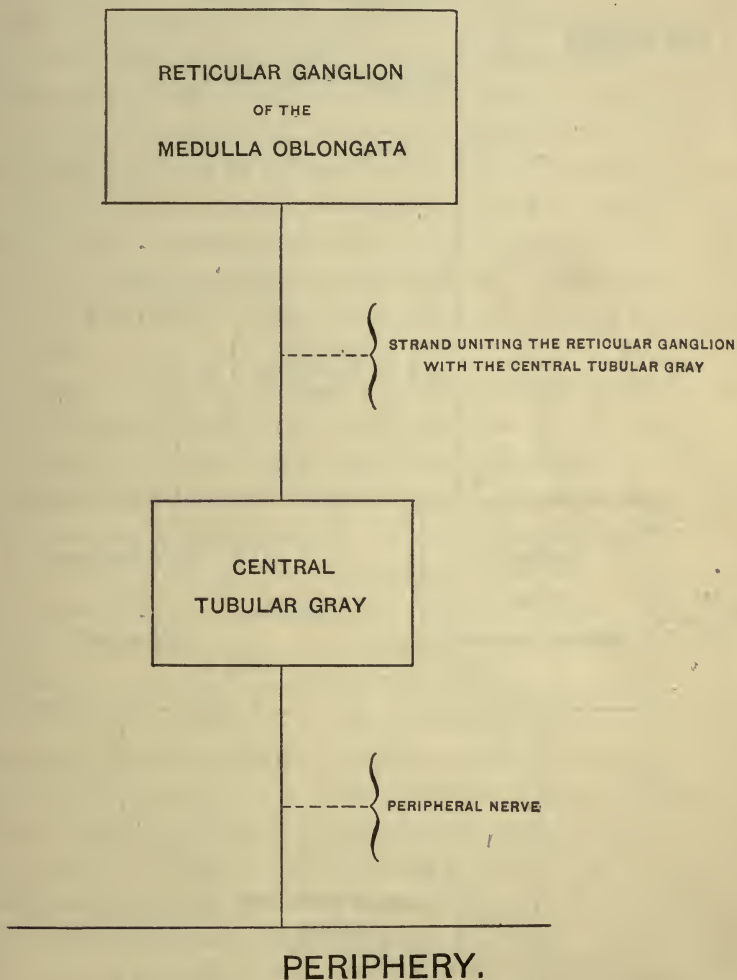 RETICULAR GANGLION
OF THE
MEDULLA OBLONGATA
STRAND UNITING THE RETICULAR GANGLION
WITH THE CENTRAL TUBULAR GRAY
CENTRAL
TUBULAR GRAY
PERIPHERAL NERVE
PERIPHERY.